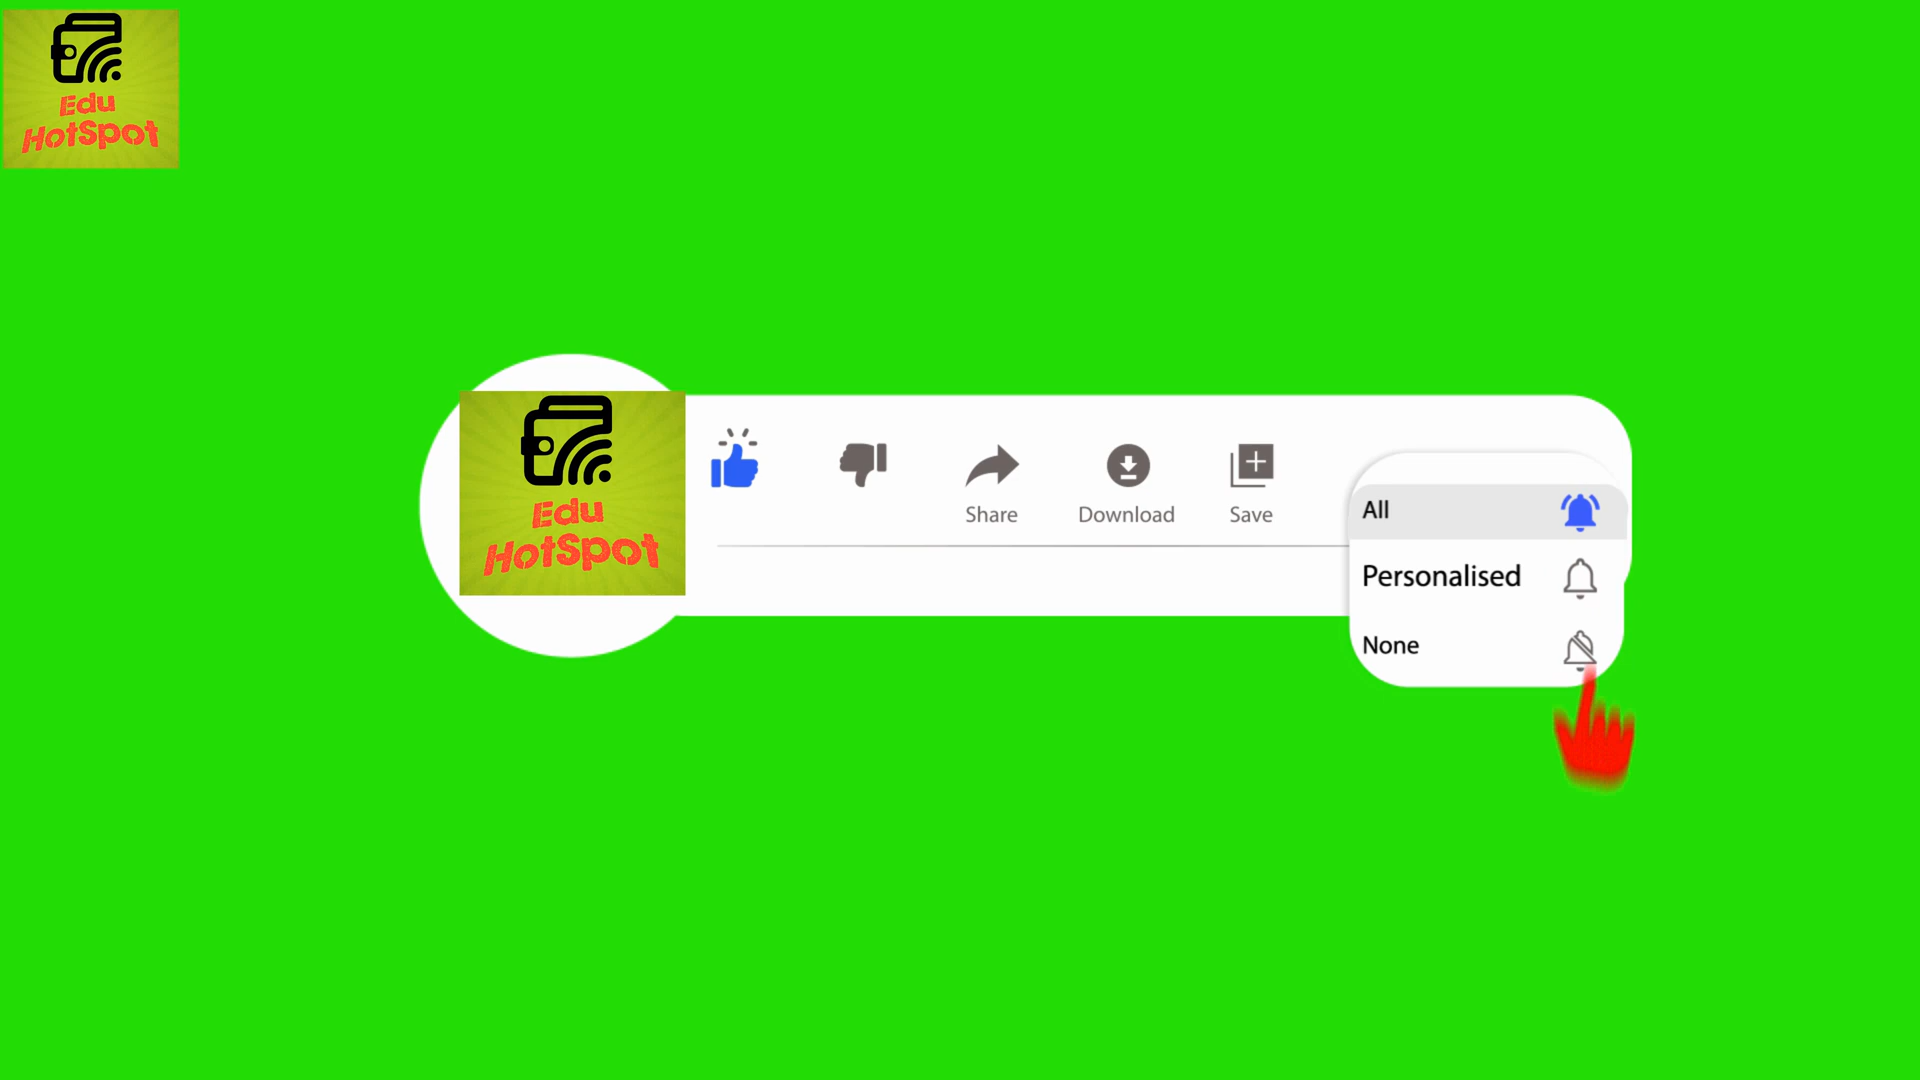 Edu
HotSpot
Edu
HotSpot
Share
Download
Save
All
Personalised
None